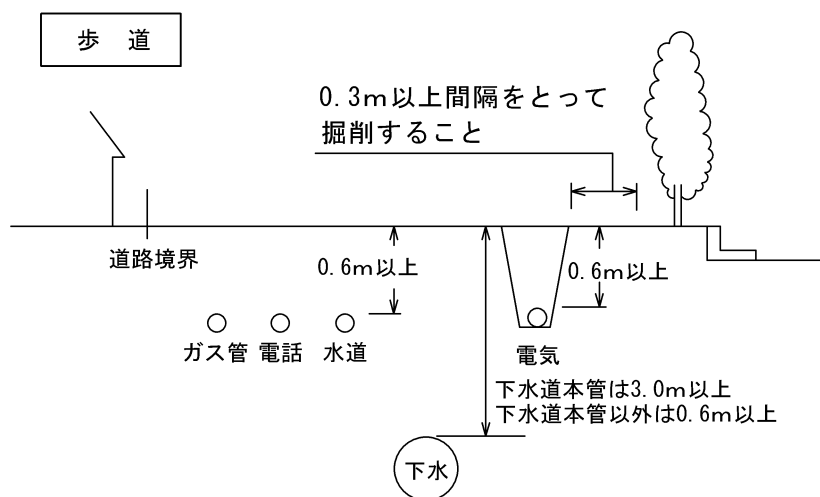 歩　道
0.3m以上間隔をとって
掘削すること
道路境界
0.6m以上
0.6m以上
ガス管 電話 水道
電気
下水道本管は3.0m以上
下水道本管以外は0.6m以上
下水